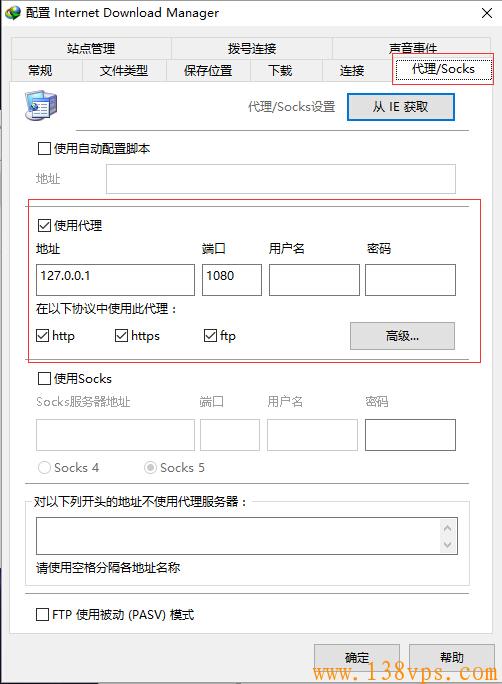 配置 Internet Download Manager
站点管理 拨号连接 声音事件
常规 文件类型 保存位置 下载 连接 代理/Socks
代理/Socks设置 从 IE 获取
使用自动配置脚本
地址
使用代理
地址 端口 用户名 密码
127.0.0.1 1080
在以下协议中使用此代理：
http https ftp 高级...
使用Socks
Socks服务器地址 端口 用户名 密码
Socks 4 Socks 5
对以下列开头的地址不使用代理服务器：
请使用空格分隔各地址名称
FTP 使用被动 (PASV) 模式
确定 帮助
www.138vps.com